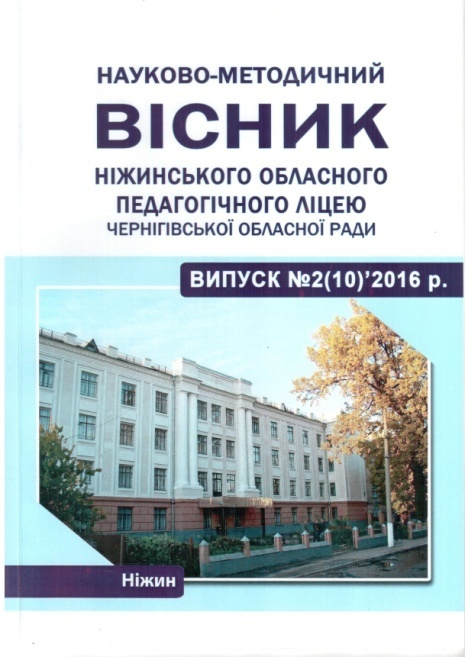 НАУКОВО-МЕТОДИЧНИЙ
ВІСНИК
НІЖИНСЬКОГО ОБЛАСНОГО
ПЕДАГОГІЧНОГО ЛІЦЕЮ
ЧЕРНІГІВСЬКОЇ ОБЛАСНОЇ РАДИ
ВИПУСК №2(10)'2016 р.
Ніжин